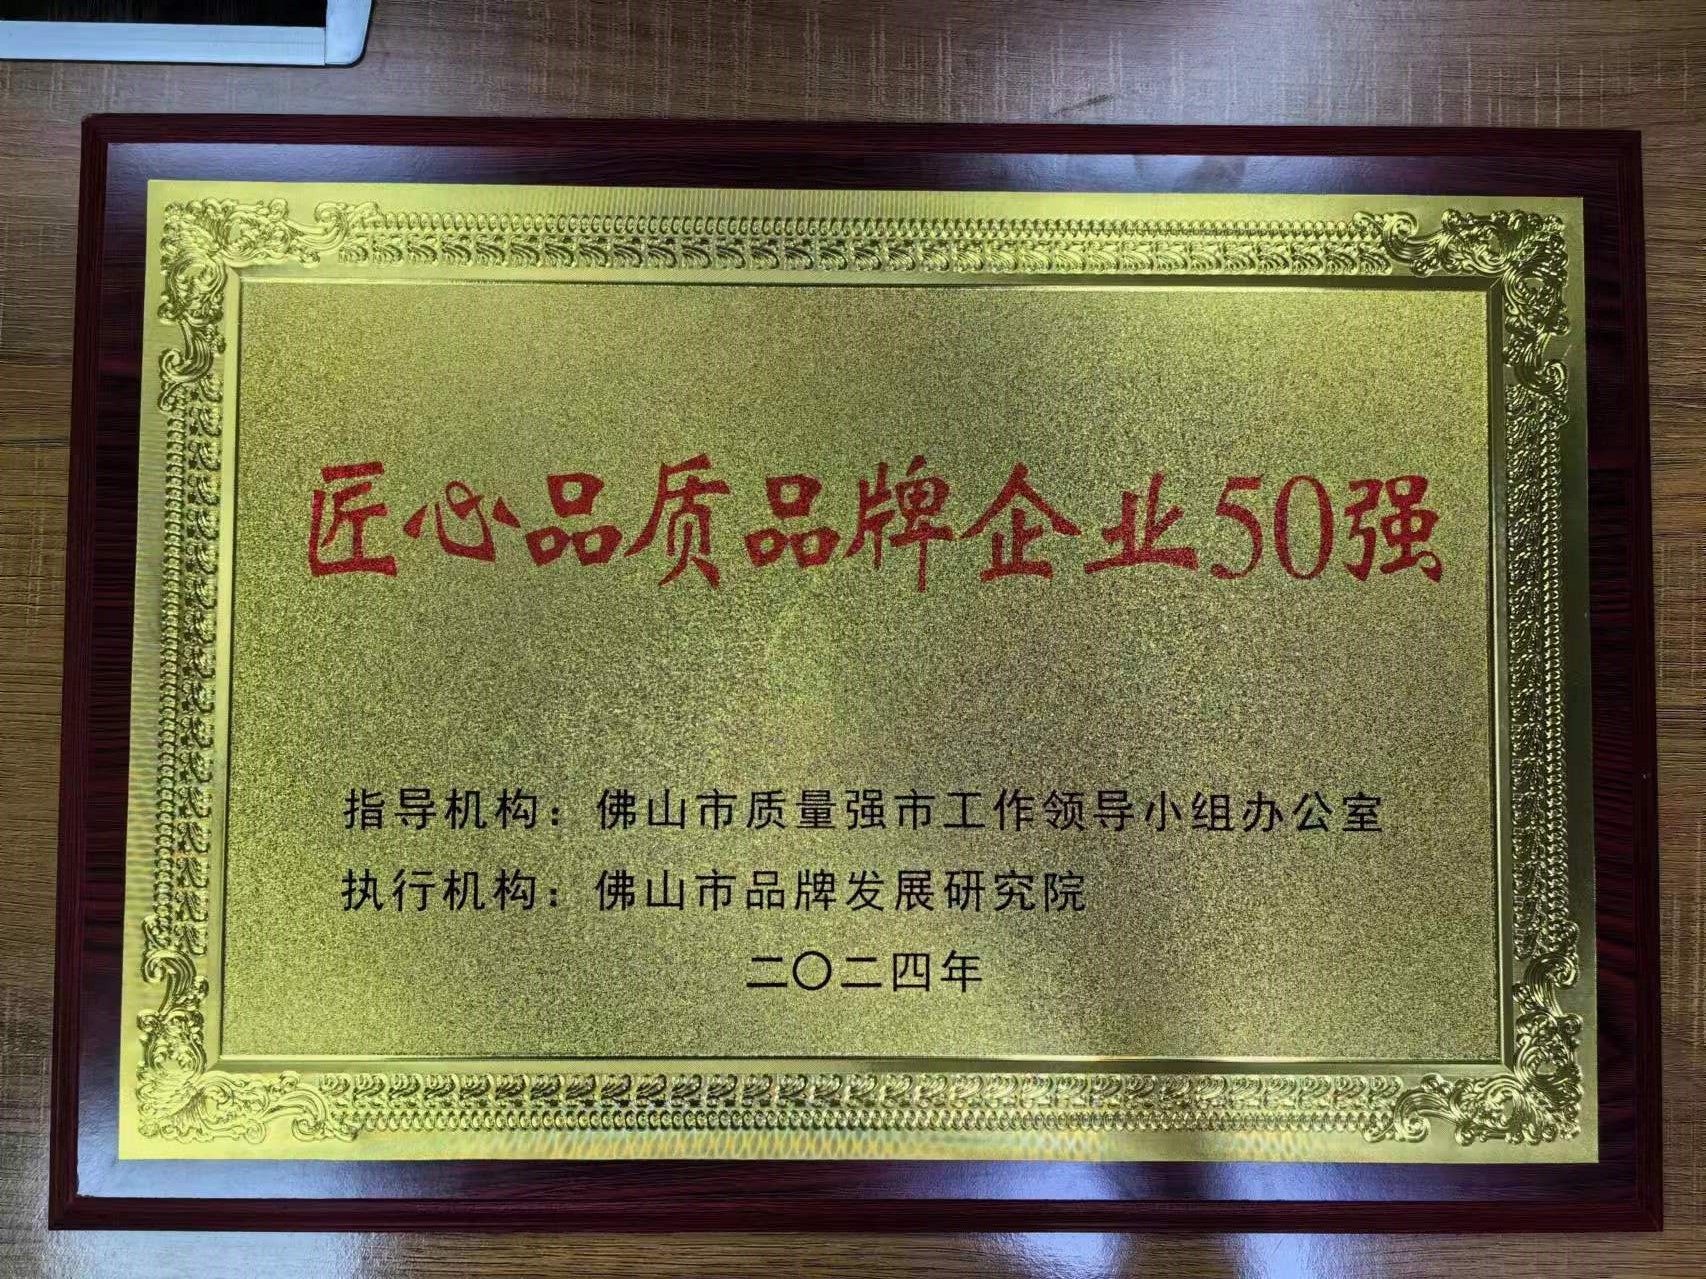 匠心品质品牌企业50强
指导机构：佛山市质量强市工作领导小组办公室
执行机构：佛山市品牌发展研究院
二〇二四年